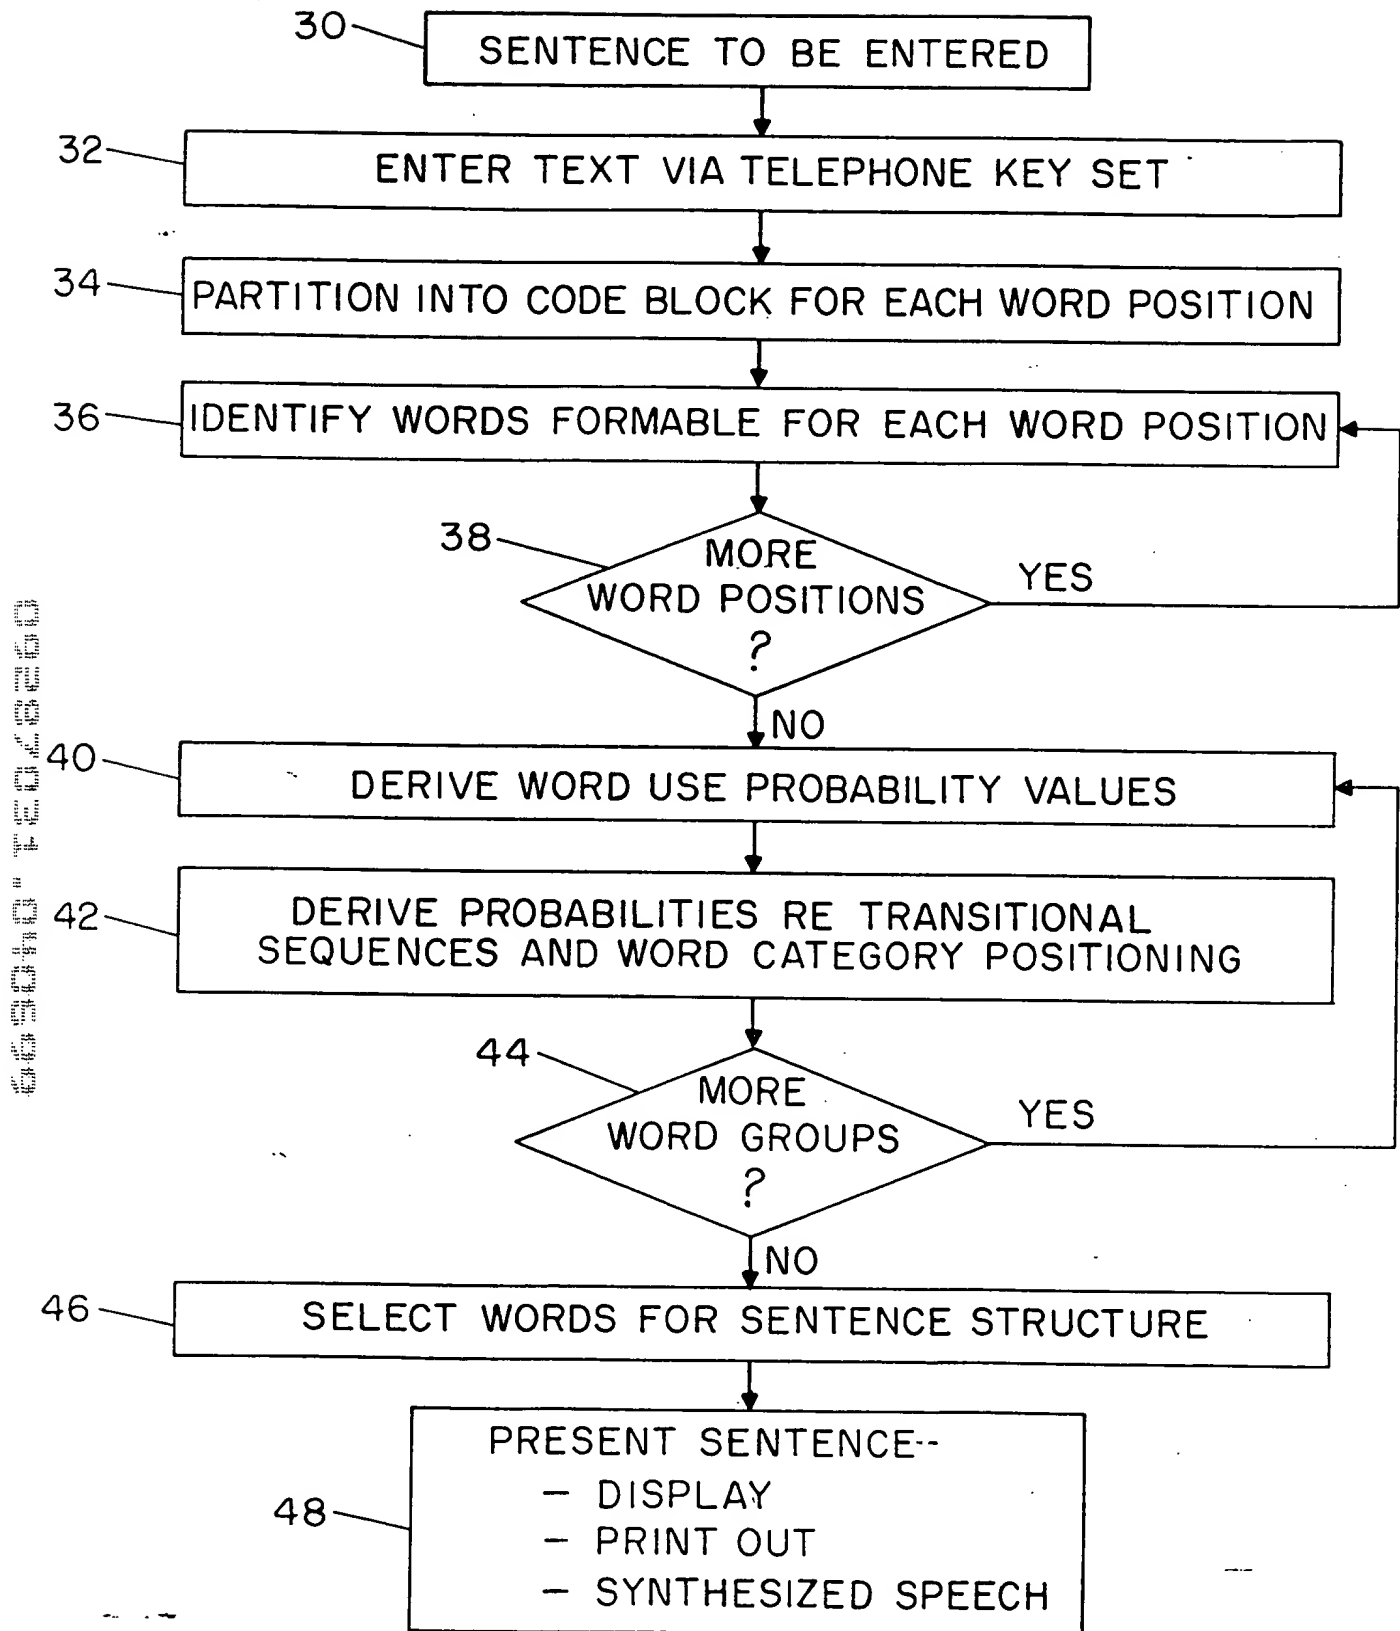 30
SENTENCE TO BE ENTERED
32
ENTER TEXT VIA TELEPHONE KEY SET
34
PARTITION INTO CODE BLOCK FOR EACH WORD POSITION
36
IDENTIFY WORDS FORMABLE FOR EACH WORD POSITION
38
MORE
WORD POSITIONS
?
YES
NO
40
DERIVE WORD USE PROBABILITY VALUES
42
DERIVE PROBABILITIES RE TRANSITIONAL
SEQUENCES AND WORD CATEGORY POSITIONING
44
MORE
WORD GROUPS
?
YES
NO
46
SELECT WORDS FOR SENTENCE STRUCTURE
48
PRESENT SENTENCE--
- DISPLAY
- PRINT OUT
- SYNTHESIZED SPEECH